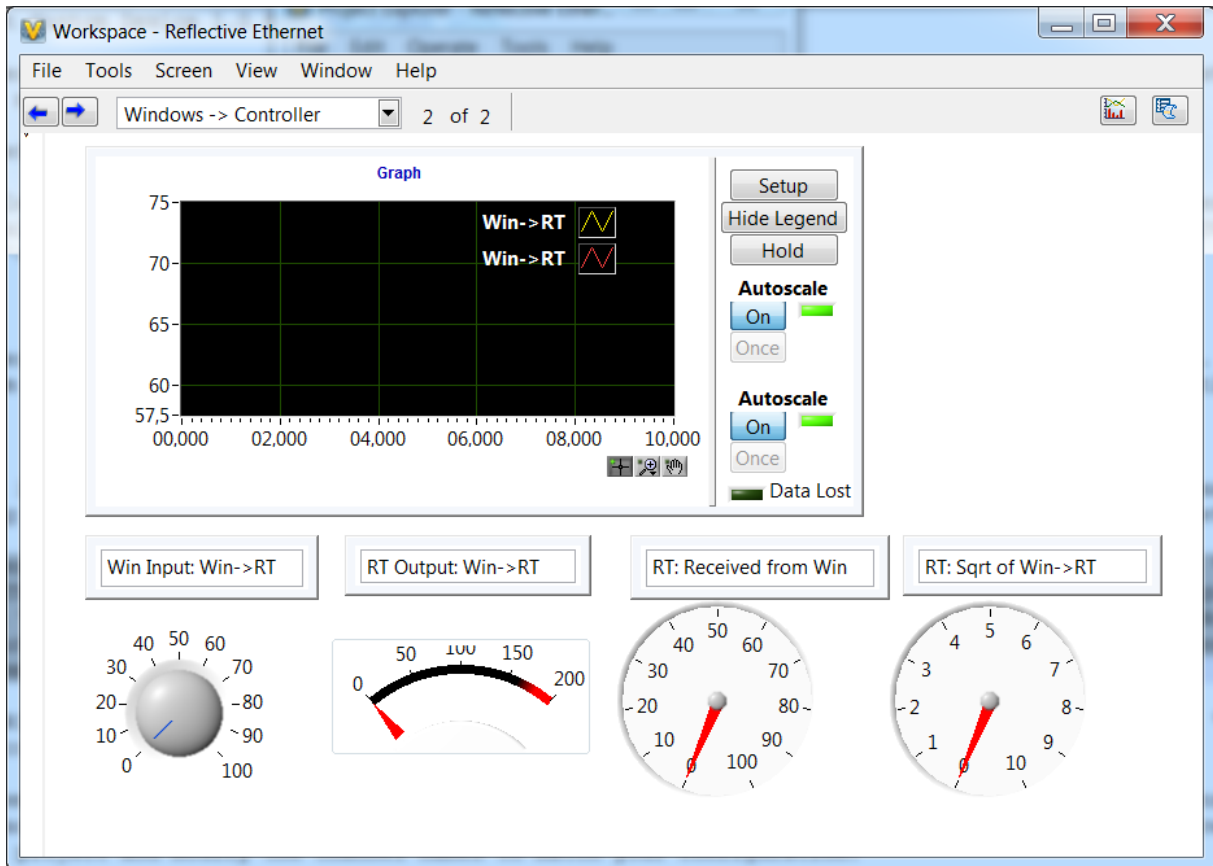 Workspace - Reflective Ethernet
File Tools Screen View Window Help
Windows -> Controller 2 of 2
Graph
75
70
65
60
57,5
00,000 02,000 04,000 06,000 08,000 10,000
Win->RT
Win->RT
Setup
Hide Legend
Hold
Autoscale
On
Once
Autoscale
On
Once
Data Lost
Win Input: Win->RT
RT Output: Win->RT
RT: Received from Win
RT: Sqrt of Win->RT
0 10 20 30 40 50 60 70 80 90 100
0 50 100 150 200
0 10 20 30 40 50 60 70 80 90 100
0 1 2 3 4 5 6 7 8 9 10